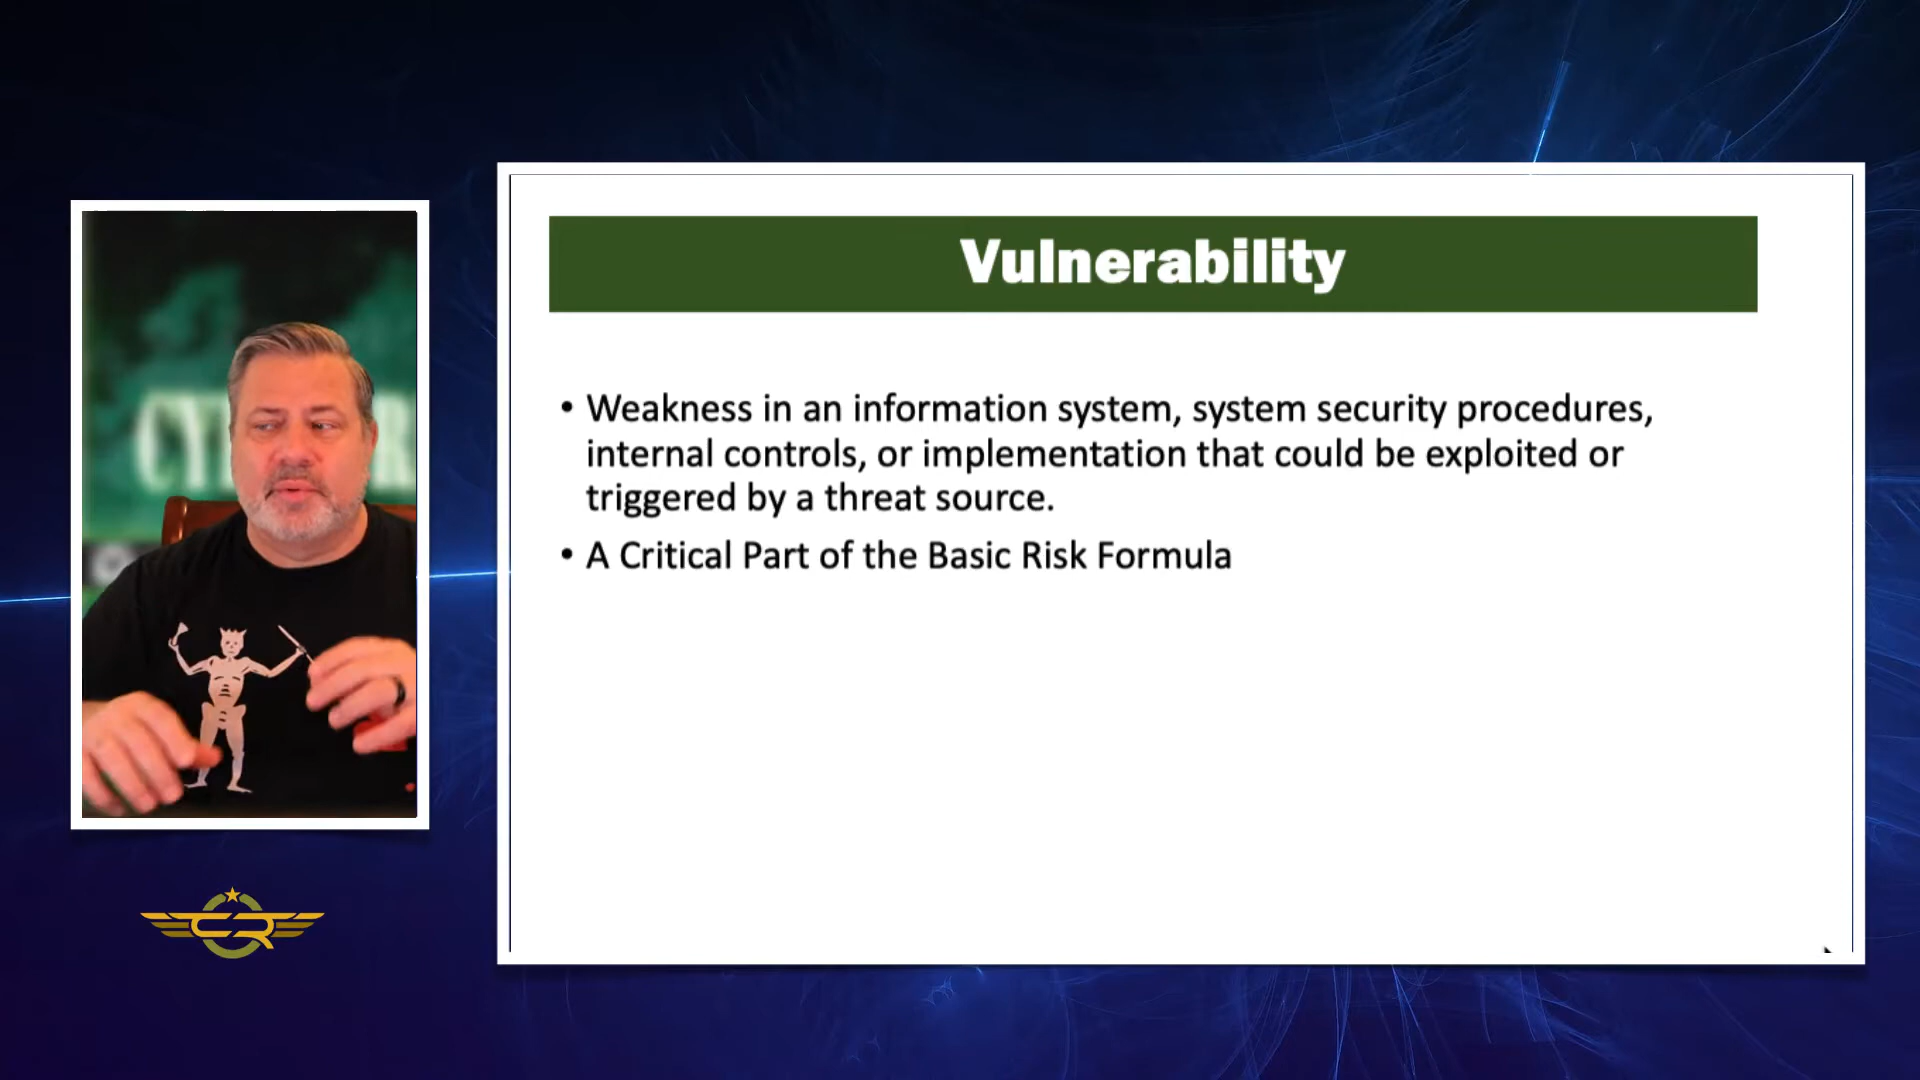 Vulnerability
• Weakness in an information system, system security procedures,
internal controls, or implementation that could be exploited or
triggered by a threat source.
• A Critical Part of the Basic Risk Formula
CR